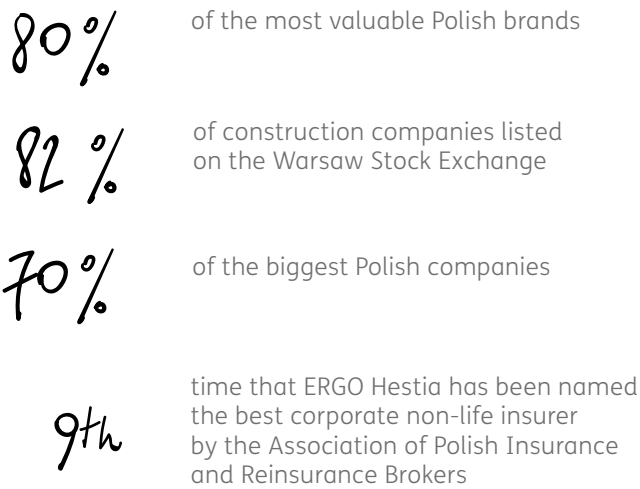 80%
of the most valuable Polish brands
82%
of construction companies listed
on the Warsaw Stock Exchange
70%
of the biggest Polish companies
9th
time that ERGO Hestia has been named
the best corporate non-life insurer
by the Association of Polish Insurance
and Reinsurance Brokers